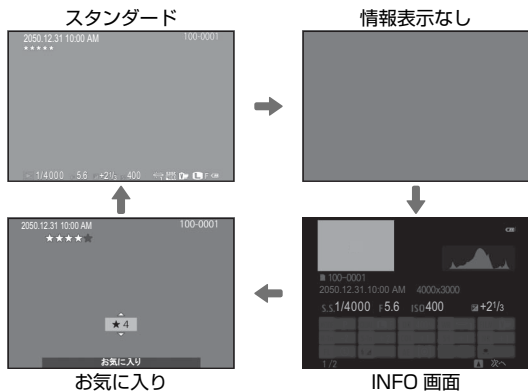 スタンダード
情報表示なし
2050.12.31 10:00 AM 100-0001
★★★★★
1/4000 5.6 +2 1/3 400 F
2050.12.31 10:00 AM 100-0001
★★★★★
★4
お気に入り
お気に入り
100-0001
2050.12.31.10:00 AM 4000x3000
S.S.1/4000 F5.6 ISO400 +2 1/3
1/2 次へ
INFO 画面